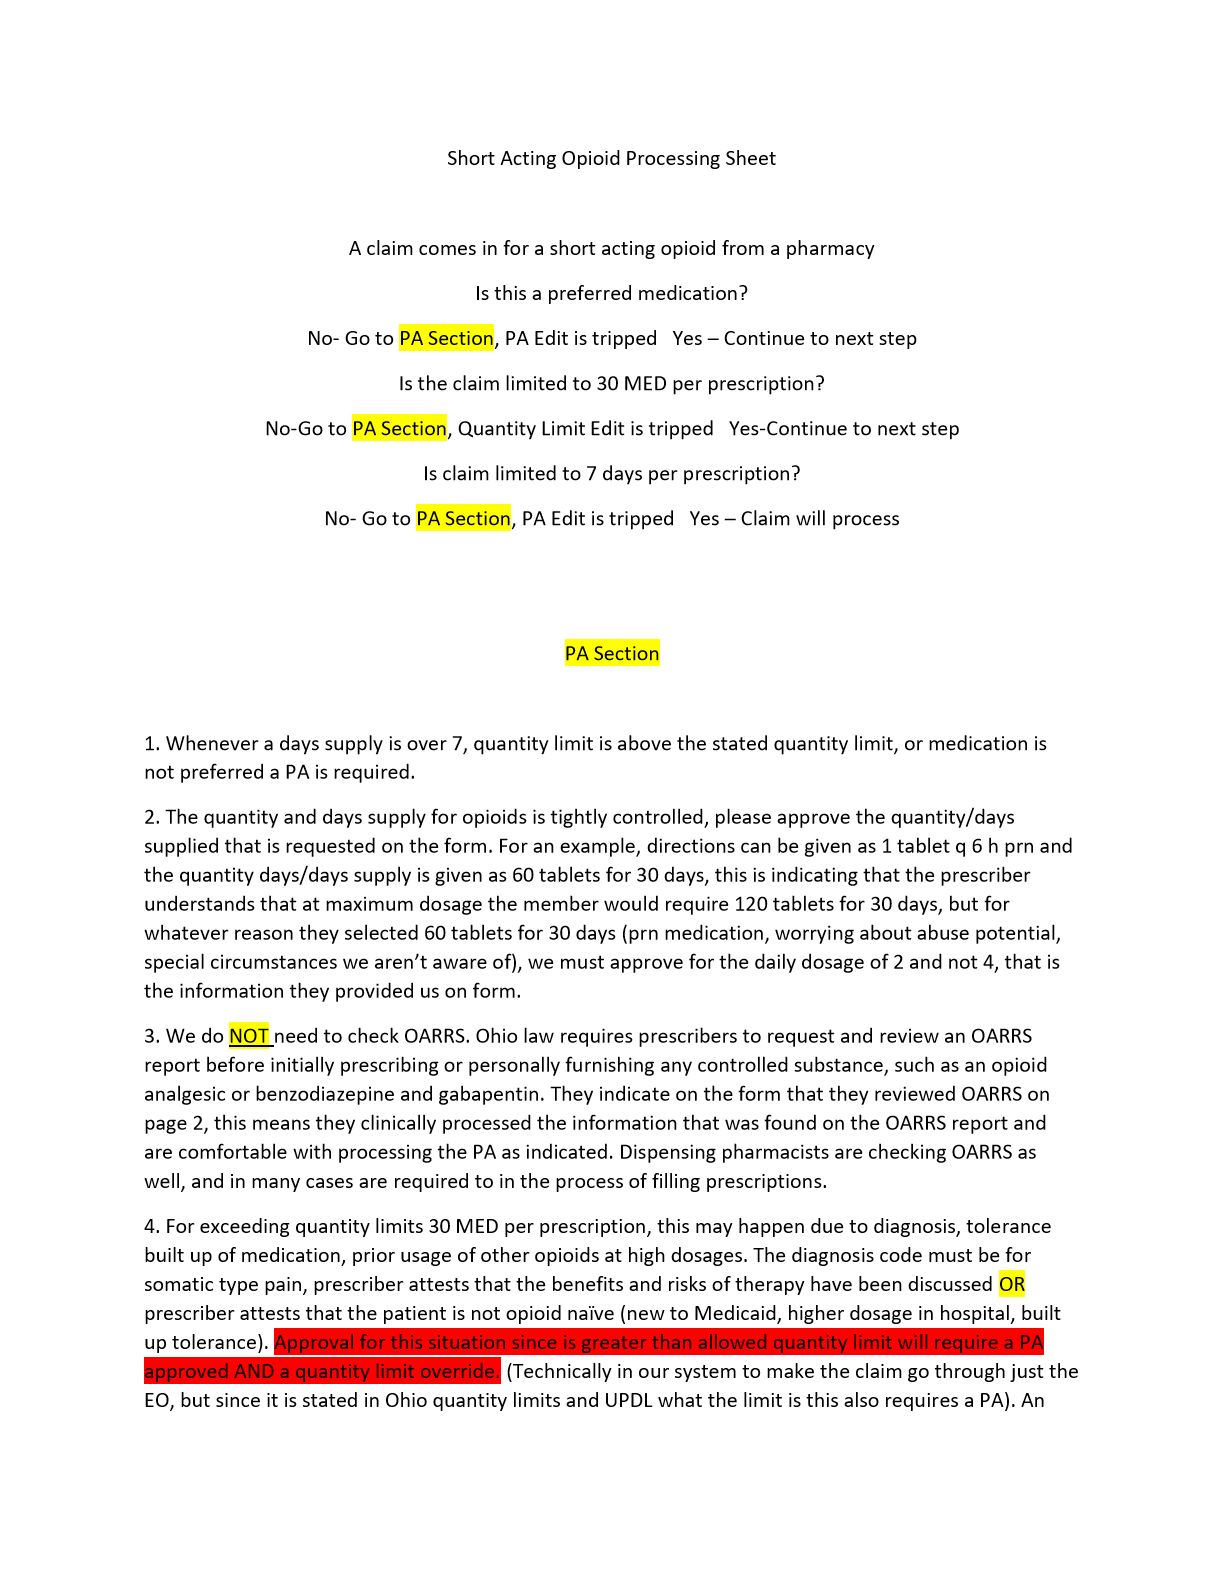 Short Acting Opioid Processing Sheet
A claim comes in for a short acting opioid from a pharmacy
Is this a preferred medication?
No- Go to PA Section, PA Edit is tripped   Yes – Continue to next step
Is the claim limited to 30 MED per prescription?
No-Go to PA Section, Quantity Limit Edit is tripped   Yes-Continue to next step
Is claim limited to 7 days per prescription?
No- Go to PA Section, PA Edit is tripped   Yes – Claim will process
PA Section
1. Whenever a days supply is over 7, quantity limit is above the stated quantity limit, or medication is
not preferred a PA is required.
2. The quantity and days supply for opioids is tightly controlled, please approve the quantity/days
supplied that is requested on the form. For an example, directions can be given as 1 tablet q 6 h prn and
the quantity days/days supply is given as 60 tablets for 30 days, this is indicating that the prescriber
understands that at maximum dosage the member would require 120 tablets for 30 days, but for
whatever reason they selected 60 tablets for 30 days (prn medication, worrying about abuse potential,
special circumstances we aren’t aware of), we must approve for the daily dosage of 2 and not 4, that is
the information they provided us on form.
3. We do NOT need to check OARRS. Ohio law requires prescribers to request and review an OARRS
report before initially prescribing or personally furnishing any controlled substance, such as an opioid
analgesic or benzodiazepine and gabapentin. They indicate on the form that they reviewed OARRS on
page 2, this means they clinically processed the information that was found on the OARRS report and
are comfortable with processing the PA as indicated. Dispensing pharmacists are checking OARRS as
well, and in many cases are required to in the process of filling prescriptions.
4. For exceeding quantity limits 30 MED per prescription, this may happen due to diagnosis, tolerance
built up of medication, prior usage of other opioids at high dosages. The diagnosis code must be for
somatic type pain, prescriber attests that the benefits and risks of therapy have been discussed OR
prescriber attests that the patient is not opioid naïve (new to Medicaid, higher dosage in hospital, built
up tolerance). Approval for this situation since is greater than allowed quantity limit will require a PA
approved AND a quantity limit override. (Technically in our system to make the claim go through just the
EO, but since it is stated in Ohio quantity limits and UPDL what the limit is this also requires a PA). An